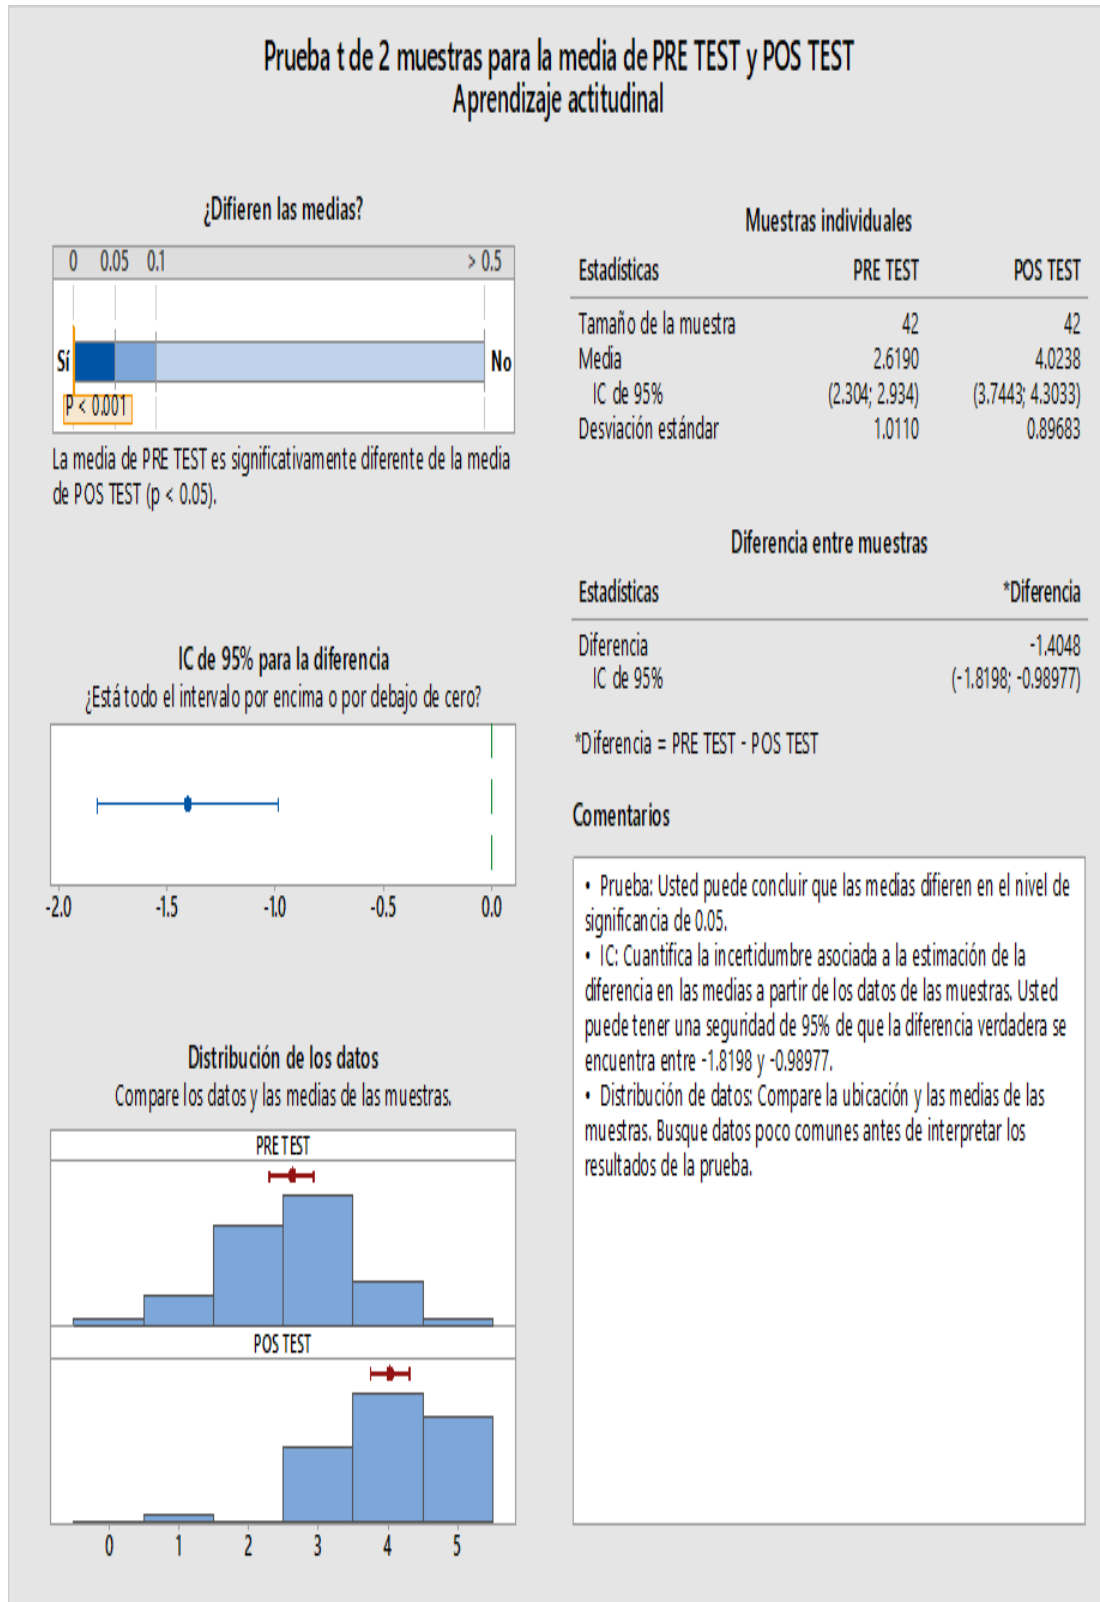 Prueba t de 2 muestras para la media de PRE TEST y POS TEST
Aprendizaje actitudinal
¿Difieren las medias?
0 0.05 0.1 > 0.5
Sí No
P < 0.001
La media de PRE TEST es significativamente diferente de la media
de POS TEST (p < 0.05).
Muestras individuales
Estadísticas PRE TEST POS TEST
Tamaño de la muestra 42 42
Media 2.6190 4.0238
IC de 95% (2.304; 2.934) (3.7443; 4.3033)
Desviación estándar 1.0110 0.89683
Diferencia entre muestras
Estadísticas *Diferencia
Diferencia -1.4048
IC de 95% (-1.8198; -0.98977)
*Diferencia = PRE TEST - POS TEST
IC de 95% para la diferencia
¿Está todo el intervalo por encima o por debajo de cero?
-2.0 -1.5 -1.0 -0.5 0.0
Comentarios
• Prueba: Usted puede concluir que las medias difieren en el nivel de
significancia de 0.05.
• IC: Cuantifica la incertidumbre asociada a la estimación de la
diferencia en las medias a partir de los datos de las muestras. Usted
puede tener una seguridad de 95% de que la diferencia verdadera se
encuentra entre -1.8198 y -0.98977.
• Distribución de datos: Compare la ubicación y las medias de las
muestras. Busque datos poco comunes antes de interpretar los
resultados de la prueba.
Distribución de los datos
Compare los datos y las medias de las muestras.
PRE TEST
POS TEST
0 1 2 3 4 5